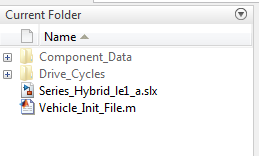 Current Folder
Name
Component_Data
Drive_Cycles
Series_Hybrid_le1_a.slx
Vehicle_Init_File.m